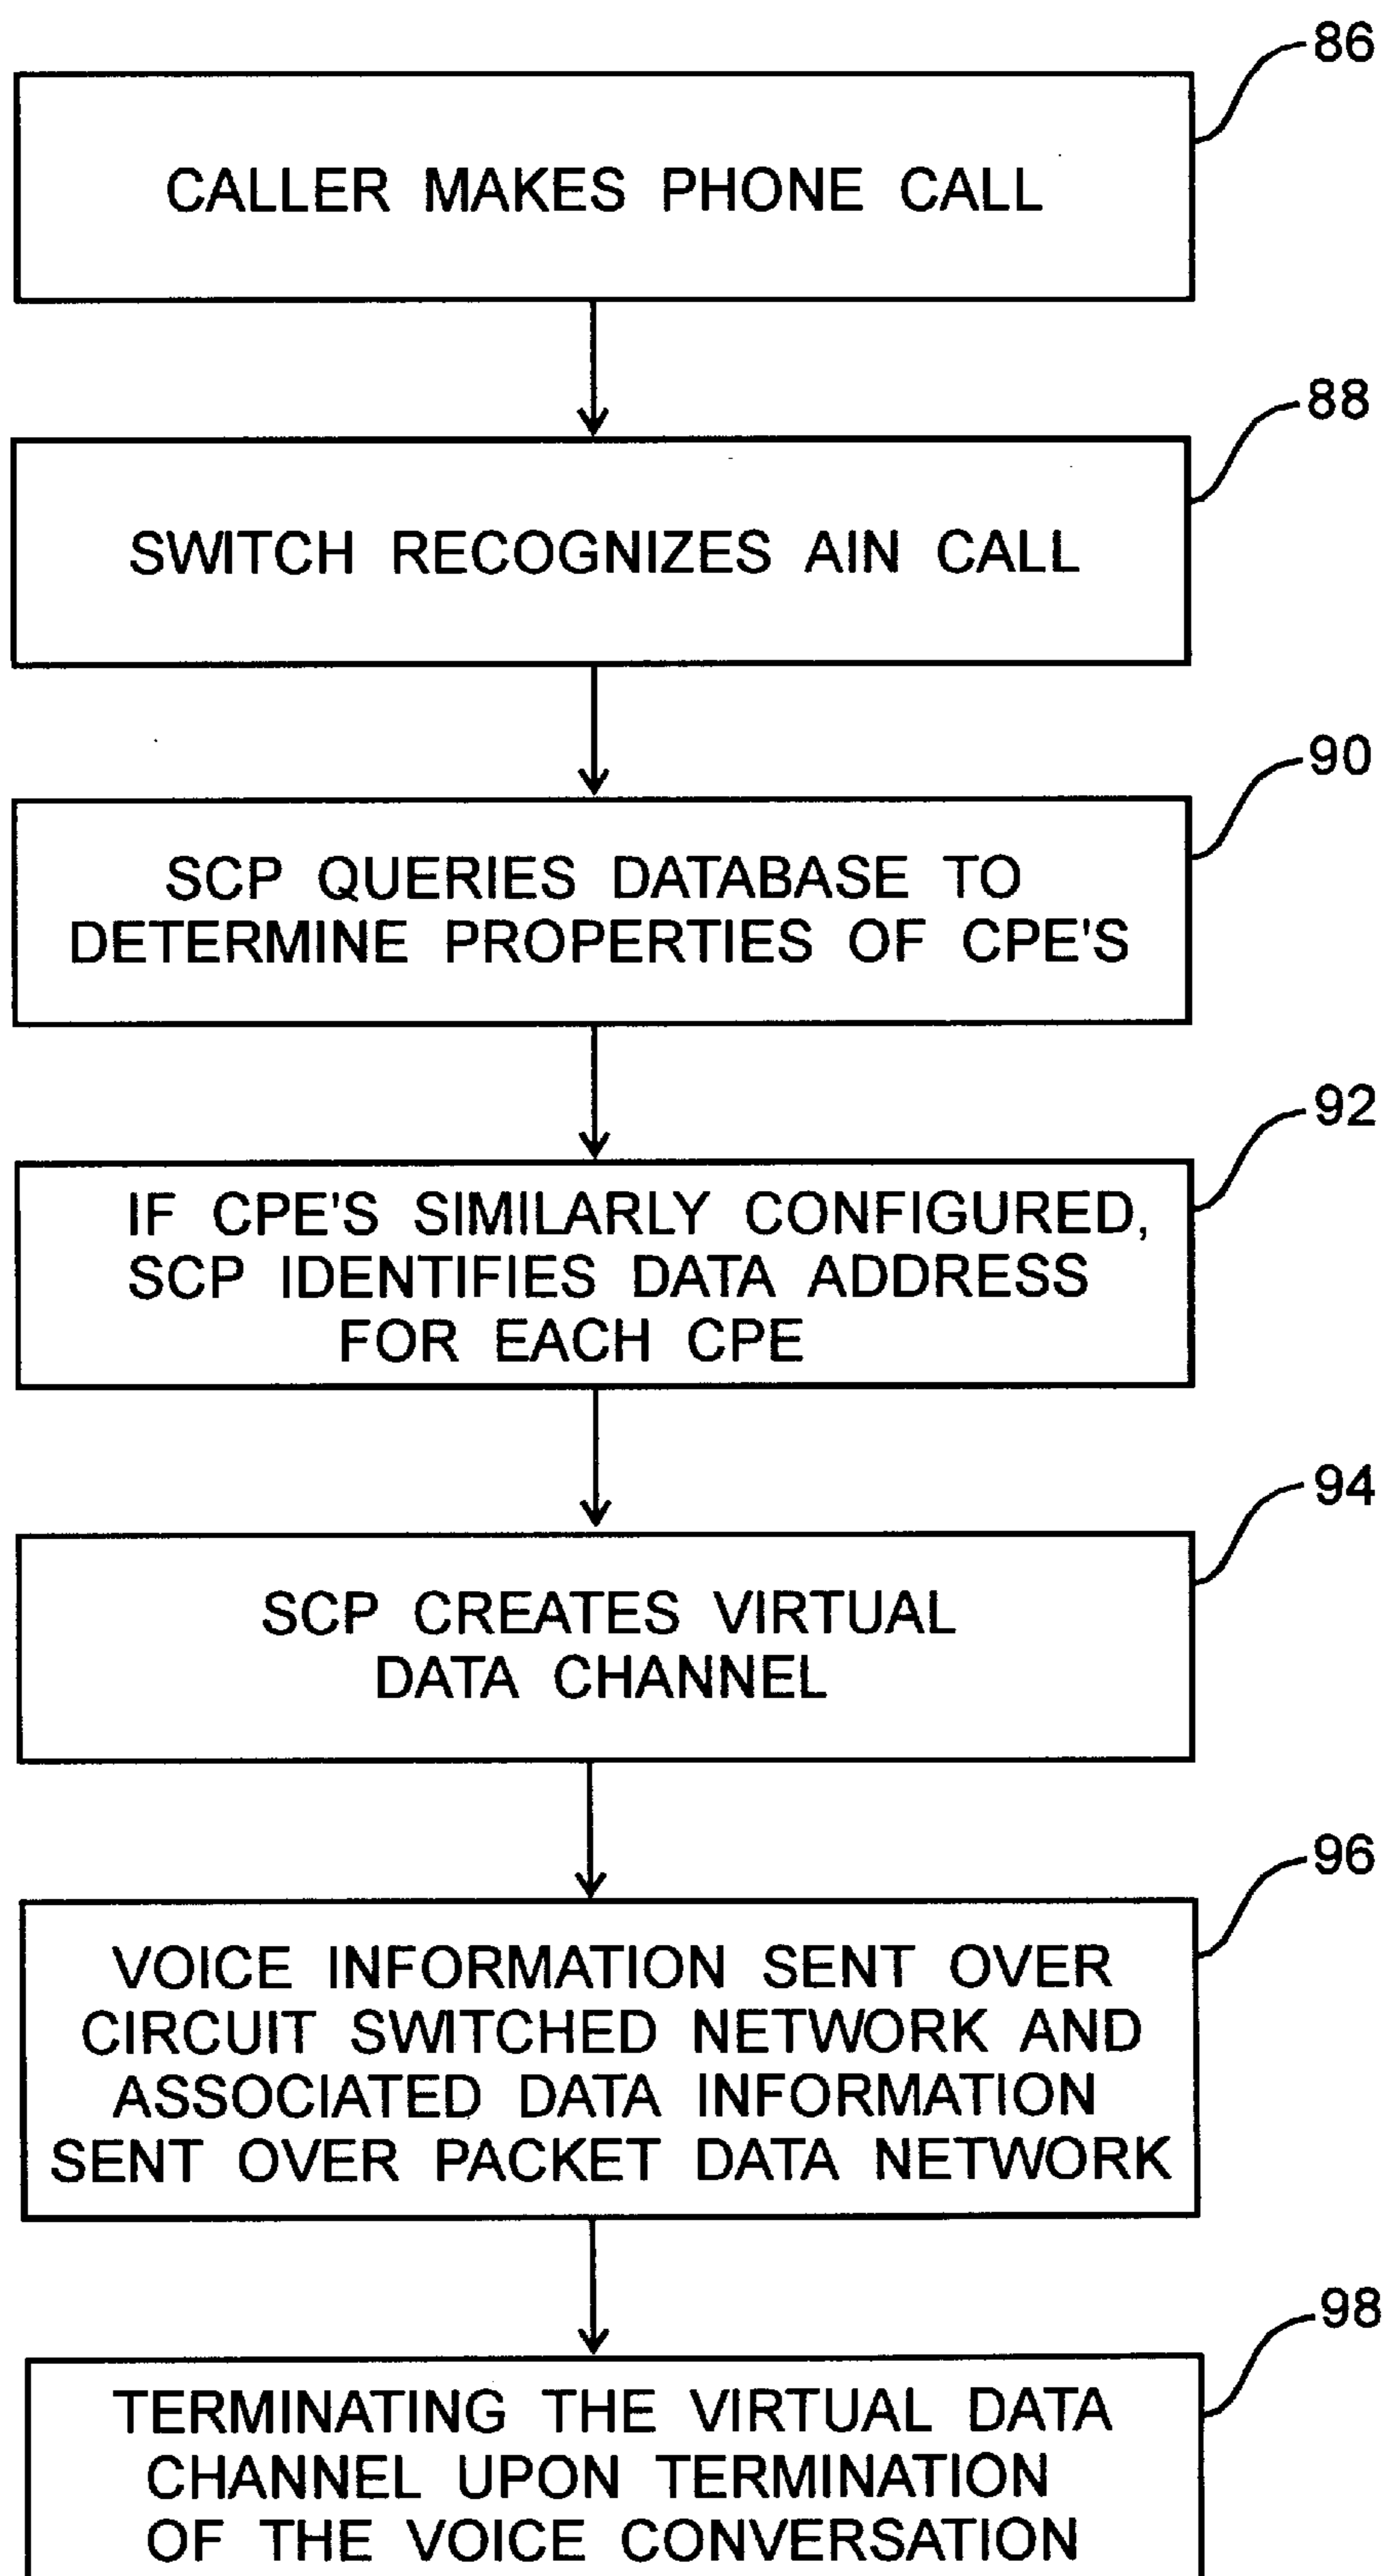 86
CALLER MAKES PHONE CALL
88
SWITCH RECOGNIZES AIN CALL
90
SCP QUERIES DATABASE TO
DETERMINE PROPERTIES OF CPE'S
92
IF CPE'S SIMILARLY CONFIGURED,
SCP IDENTIFIES DATA ADDRESS
FOR EACH CPE
94
SCP CREATES VIRTUAL
DATA CHANNEL
96
VOICE INFORMATION SENT OVER
CIRCUIT SWITCHED NETWORK AND
ASSOCIATED DATA INFORMATION
SENT OVER PACKET DATA NETWORK
98
TERMINATING THE VIRTUAL DATA
CHANNEL UPON TERMINATION
OF THE VOICE CONVERSATION